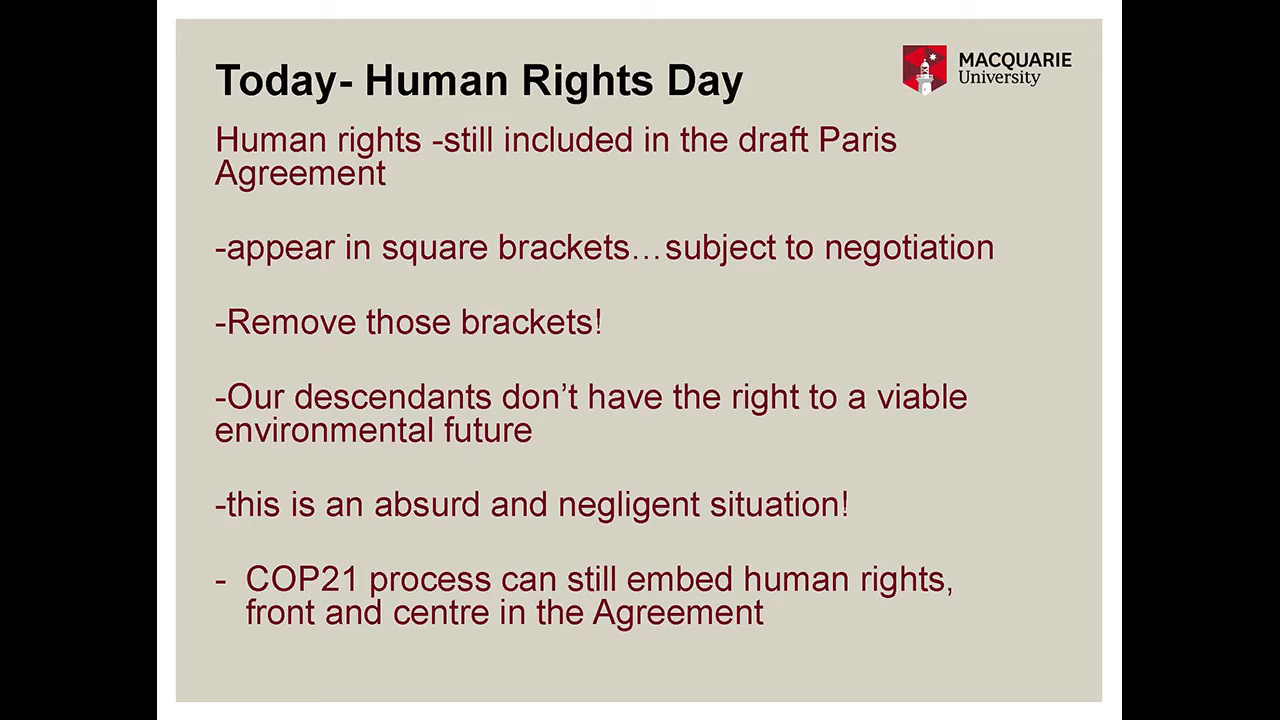 Today- Human Rights Day
MACQUARIE
University
Human rights -still included in the draft Paris
Agreement
-appear in square brackets…subject to negotiation
-Remove those brackets!
-Our descendants don’t have the right to a viable
environmental future
-this is an absurd and negligent situation!
- COP21 process can still embed human rights,
front and centre in the Agreement